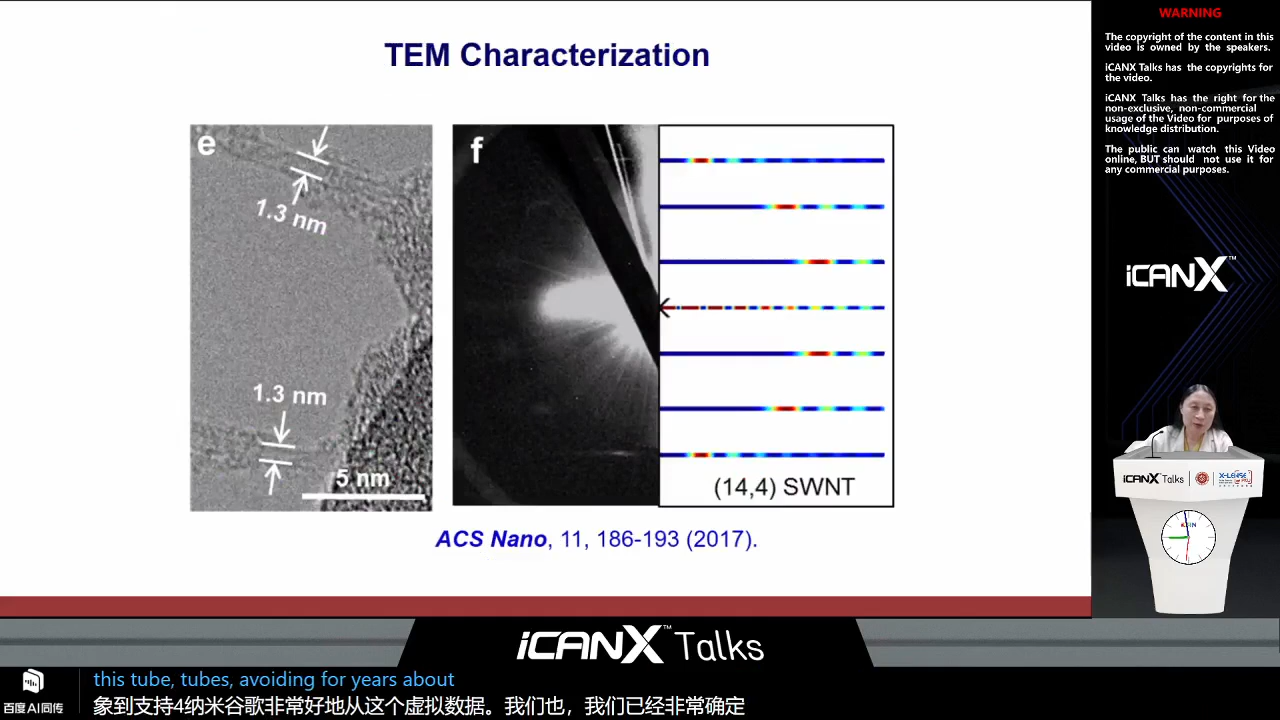 TEM Characterization
e
1.3 nm
1.3 nm
5 nm
f
(14,4) SWNT
ACS Nano, 11, 186-193 (2017).
WARNING
The copyright of the content in this
video is owned by the speakers.
iCANX Talks has the copyrights for
the video.
iCANX Talks has the right for the
non-exclusive, non-commercial
usage of the Video for purposes of
knowledge distribution.
The public can watch this Video
online, BUT should not use it for
any commercial purposes.
iCANX™
iCANX Talks
iCANX™ Talks
百度AI同传
this tube, tubes, avoiding for years about
象到支持4纳米谷歌非常好地从这个虚拟数据。我们也，我们已经非常确定